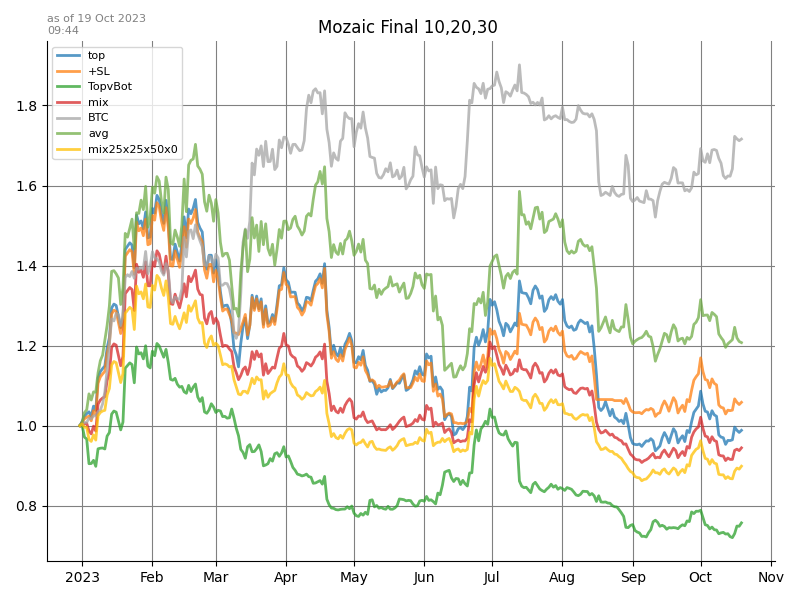 as of 19 Oct 2023
09:44
Mozaic Final 10,20,30
top
+SL
TopvBot
mix
BTC
avg
mix25x25x50x0
1.8
1.6
1.4
1.2
1.0
0.8
2023 Feb Mar Apr May Jun Jul Aug Sep Oct Nov